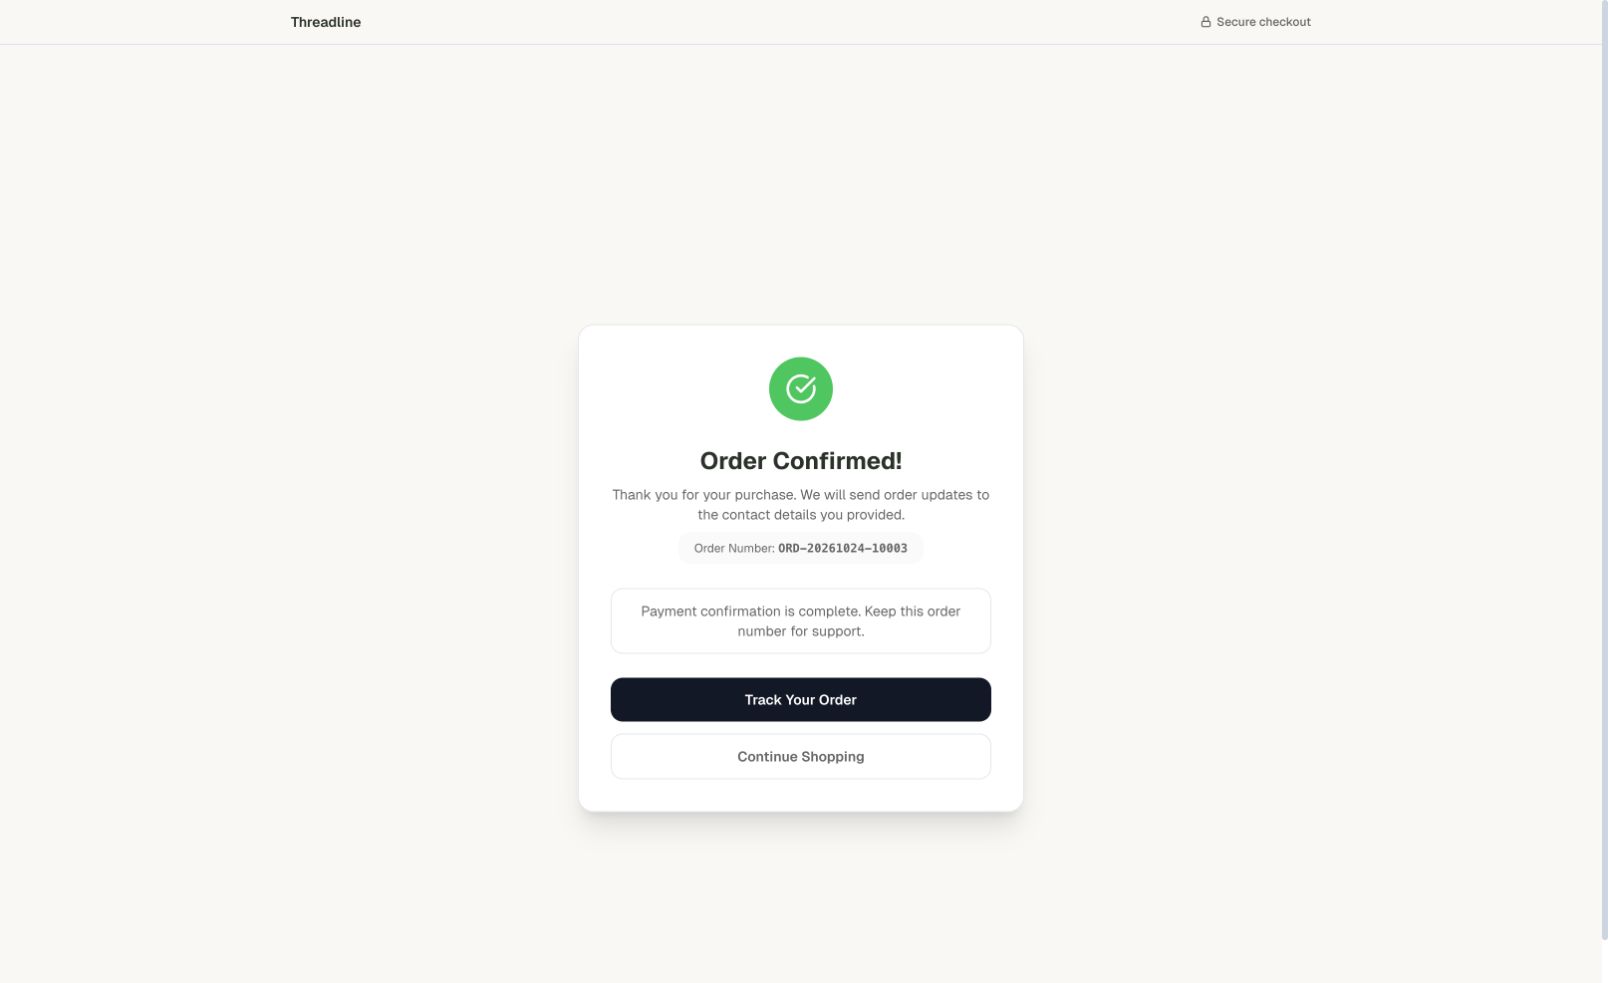 Threadline
Secure checkout
Order Confirmed!
Thank you for your purchase. We will send order updates to
the contact details you provided.
Order Number: ORD-20261024-10003
Payment confirmation is complete. Keep this order
number for support.
Track Your Order
Continue Shopping